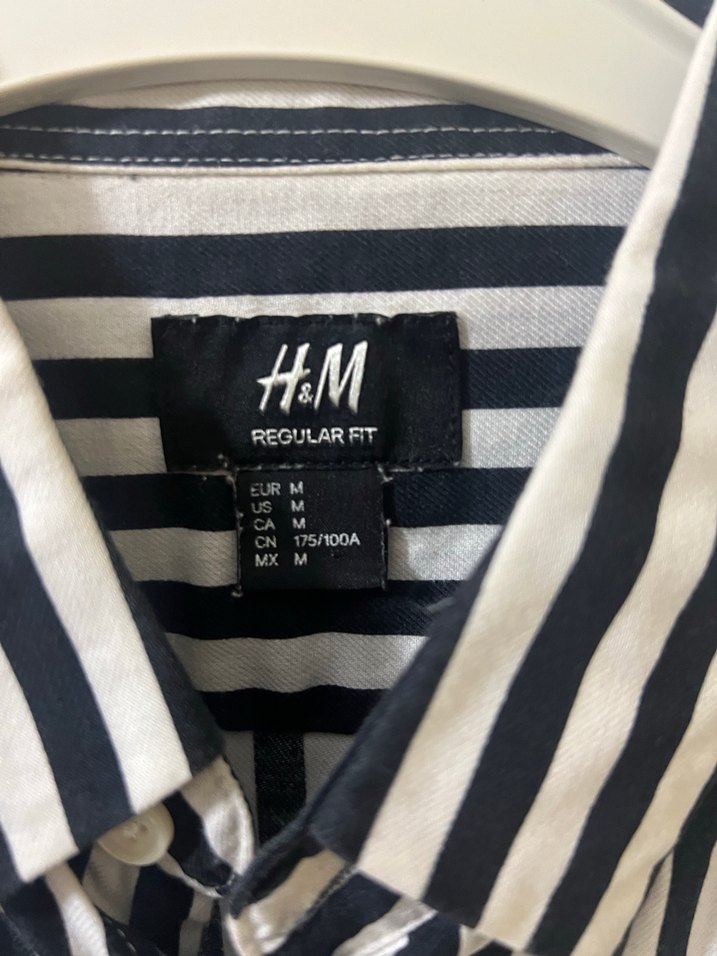 H&M
REGULAR FIT
EUR M
US M
CA M
CN 175/100A
MX M